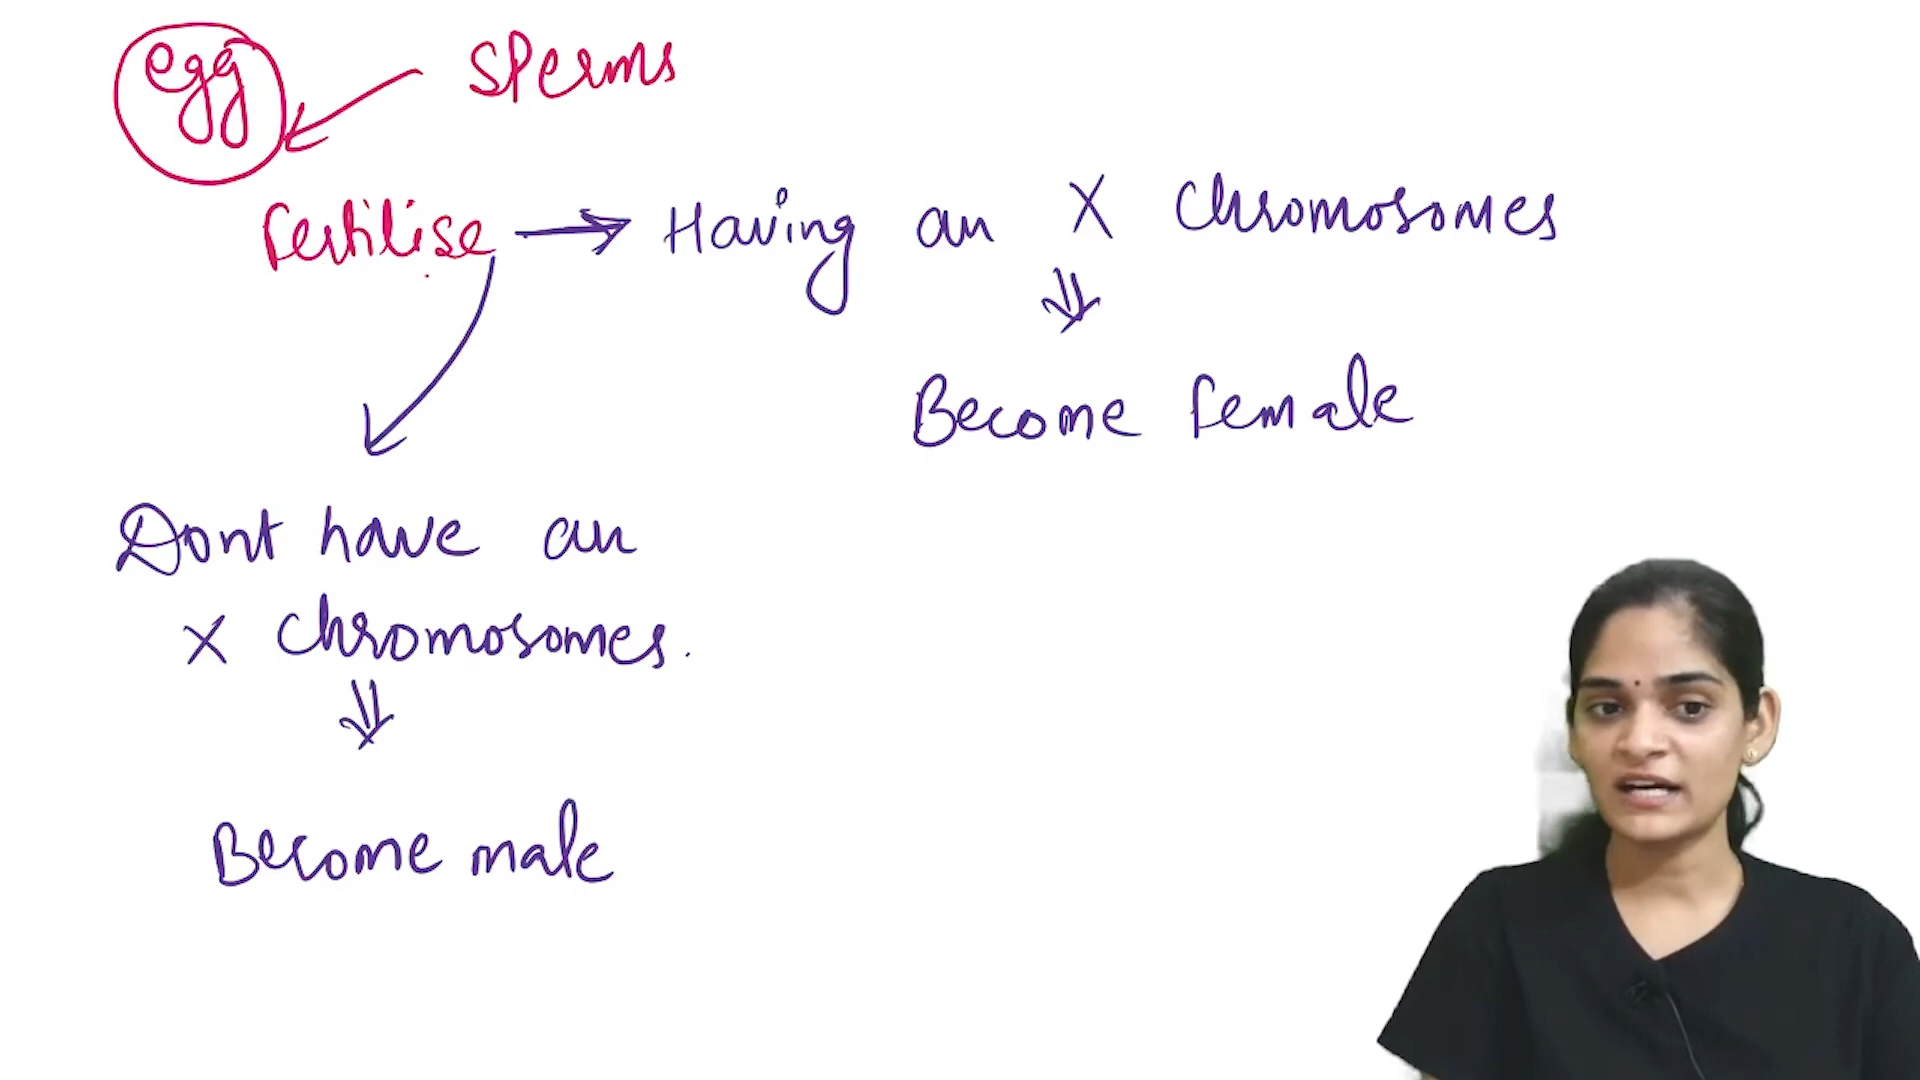 egg
sperms
fertilise → Having an X chromosomes
Become female
Dont have an
X chromosomes.
Become male